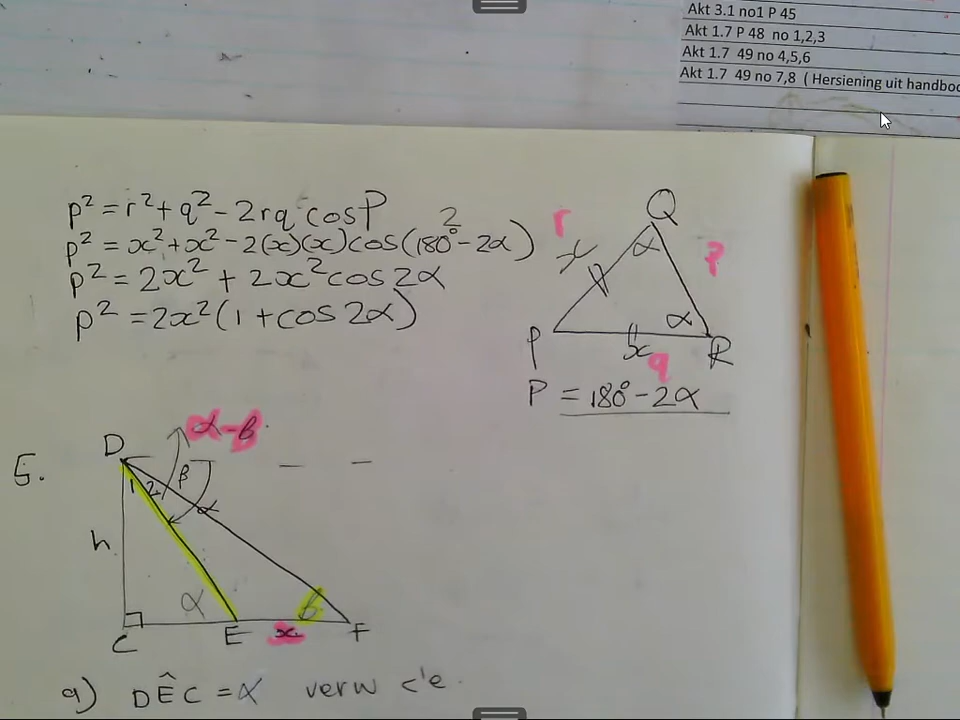 Akt 3.1 no1 P 45
Akt 1.7 P 48 no 1,2,3
Akt 1.7 49 no 4,5,6
Akt 1.7 49 no 7,8 ( Hersiening uit handboe
p² = r² + q² - 2rq cosP
2
p² = x² + x² - 2(x)(x)cos(180° - 2α)
p² = 2x² + 2x² cos 2α
p² = 2x²(1 + cos 2α)
Q
r
x
α
p
α
P
x
q
R
P = 180° - 2α
5.
α - β
D
1 2 β
α
h
α
β
C
E
x
F
a) DÊC = α verw <'e.